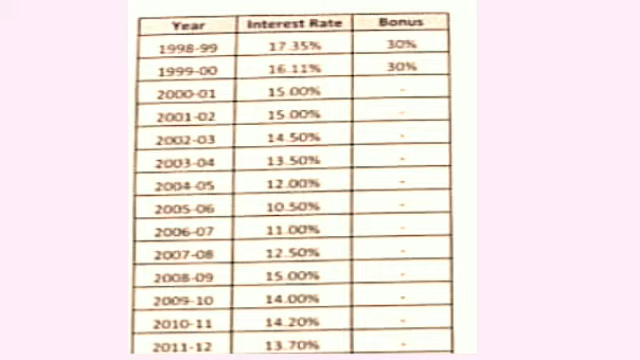 Year Interest Rate Bonus
1998-99 17.35% 30%
1999-00 16.11% 30%
2000-01 15.00% -
2001-02 15.00% -
2002-03 14.50% -
2003-04 13.50% -
2004-05 12.00% -
2005-06 10.50% -
2006-07 11.00% -
2007-08 12.50% -
2008-09 15.00% -
2009-10 14.00% -
2010-11 14.20% -
2011-12 13.70% -